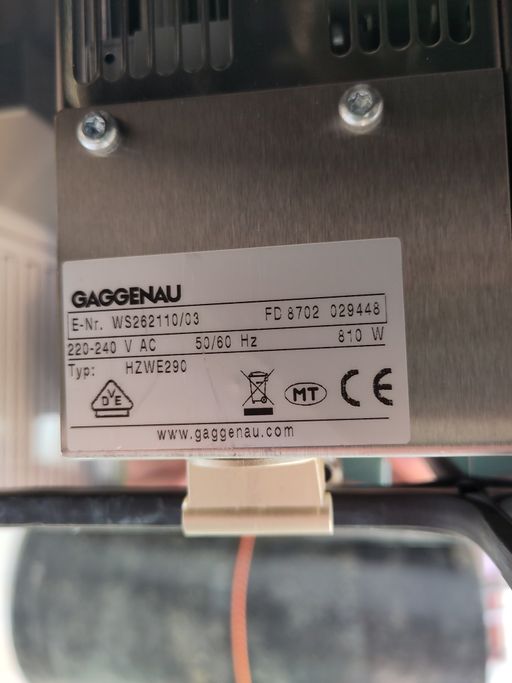 GAGGENAU
E-Nr. WS262110/03 FD 8702 029448
220-240 V AC 50/60 Hz 810 W
Typ: HZWE290
DVE MT CE
www.gaggenau.com